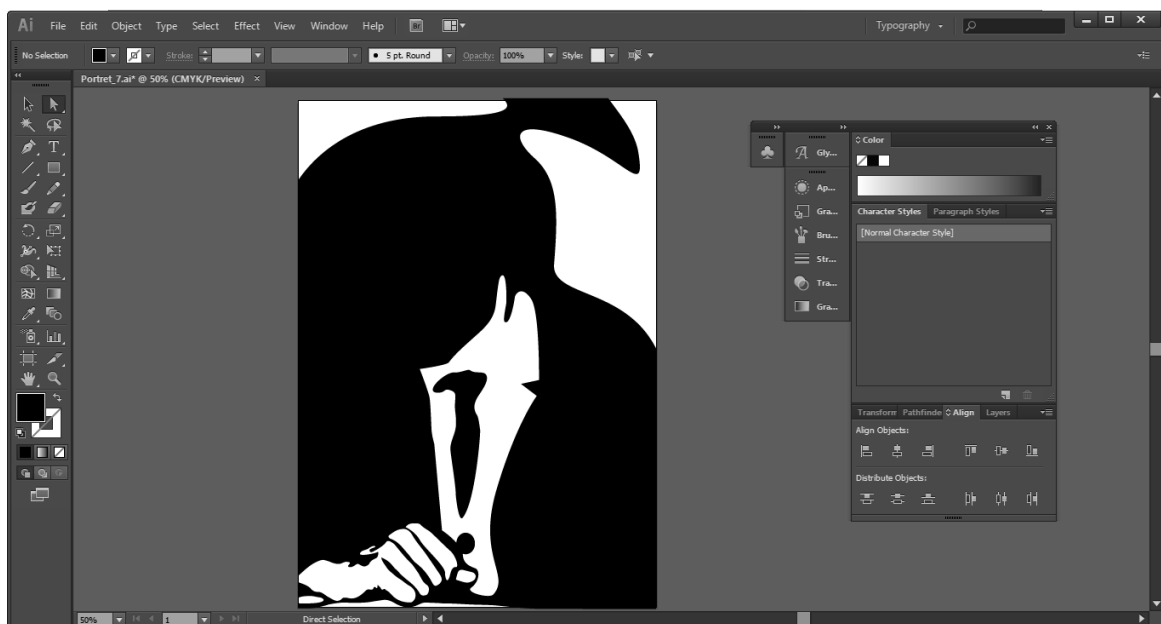 Ai File Edit Object Type Select Effect View Window Help Br Typography
No Selection Stroke: 5 pt. Round Opacity: 100% Style:
Portret_7.ai* @ 50% (CMYK/Preview) ×
Color
A Gly...
Ap...
Gra...
Bru...
Str...
Tra...
Gra...
Character Styles Paragraph Styles
[Normal Character Style]
Transform Pathfinde Align Layers
Align Objects:
Distribute Objects:
T
50% 1 Direct Selection